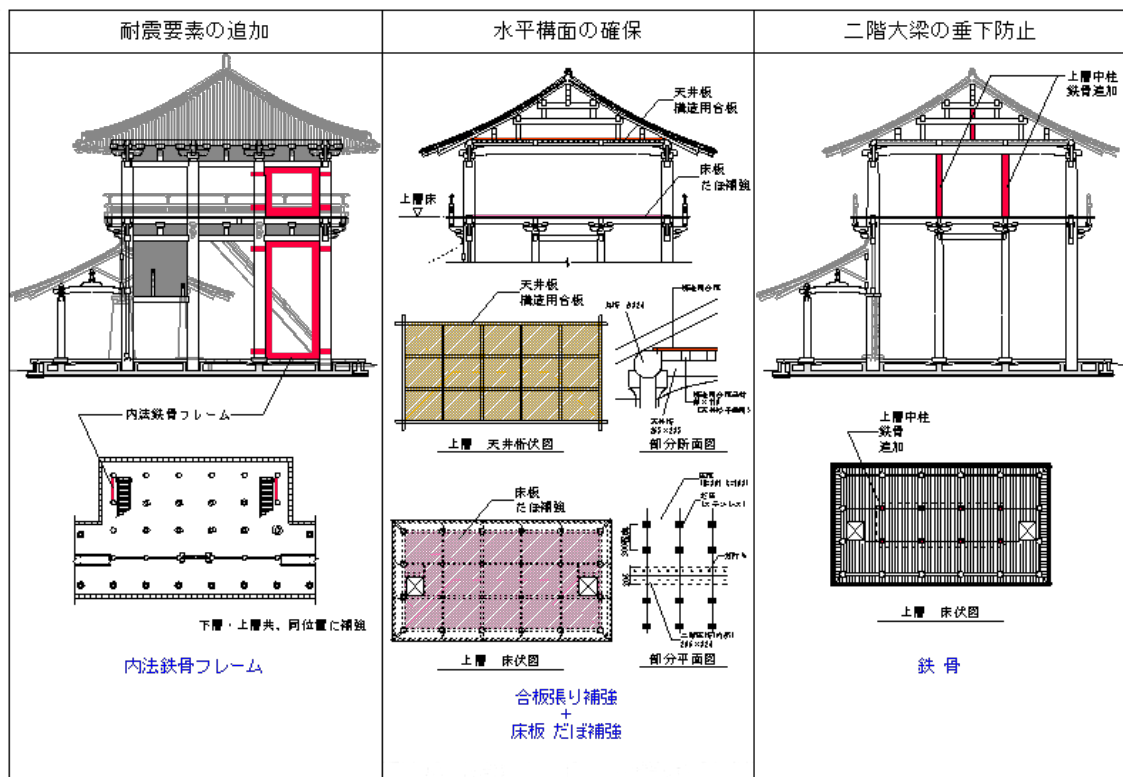 耐震要素の追加
内法鉄骨フレーム
下層・上層共、同位置に補強
内法鉄骨フレーム
水平構面の確保
天井板
構造用合板
床板
だぼ補強
上層床
天井板
構造用合板
上層 天井桁伏図
部分断面図
床板
だぼ補強
上層 床伏図
部分平面図
合板張り補強
+
床板 だぼ補強
二階大梁の垂下防止
上層中柱
鉄骨追加
上層中柱
鉄骨
追加
上層 床伏図
鉄 骨